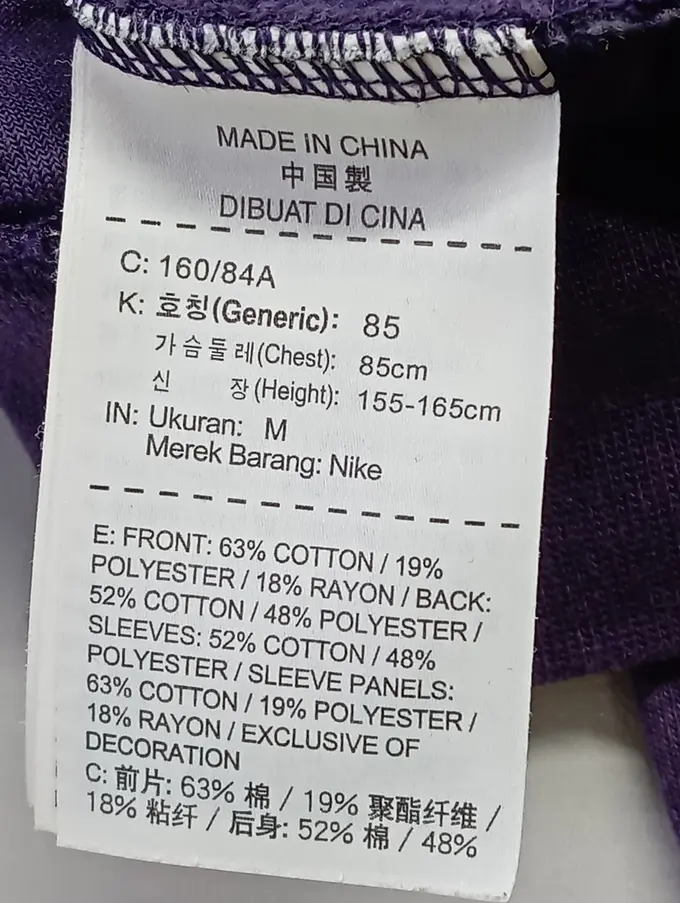 MADE IN CHINA
中国製
DIBUAT DI CINA
C: 160/84A
K: 호칭(Generic): 85
가슴둘레(Chest): 85cm
신 장(Height): 155-165cm
IN: Ukuran: M
Merek Barang: Nike
E: FRONT: 63% COTTON / 19%
POLYESTER / 18% RAYON / BACK:
52% COTTON / 48% POLYESTER /
SLEEVES: 52% COTTON / 48%
POLYESTER / SLEEVE PANELS:
63% COTTON / 19% POLYESTER /
18% RAYON / EXCLUSIVE OF
DECORATION
C: 前片: 63% 棉 / 19% 聚酯纤维 /
18% 粘纤 / 后身: 52% 棉 / 48%